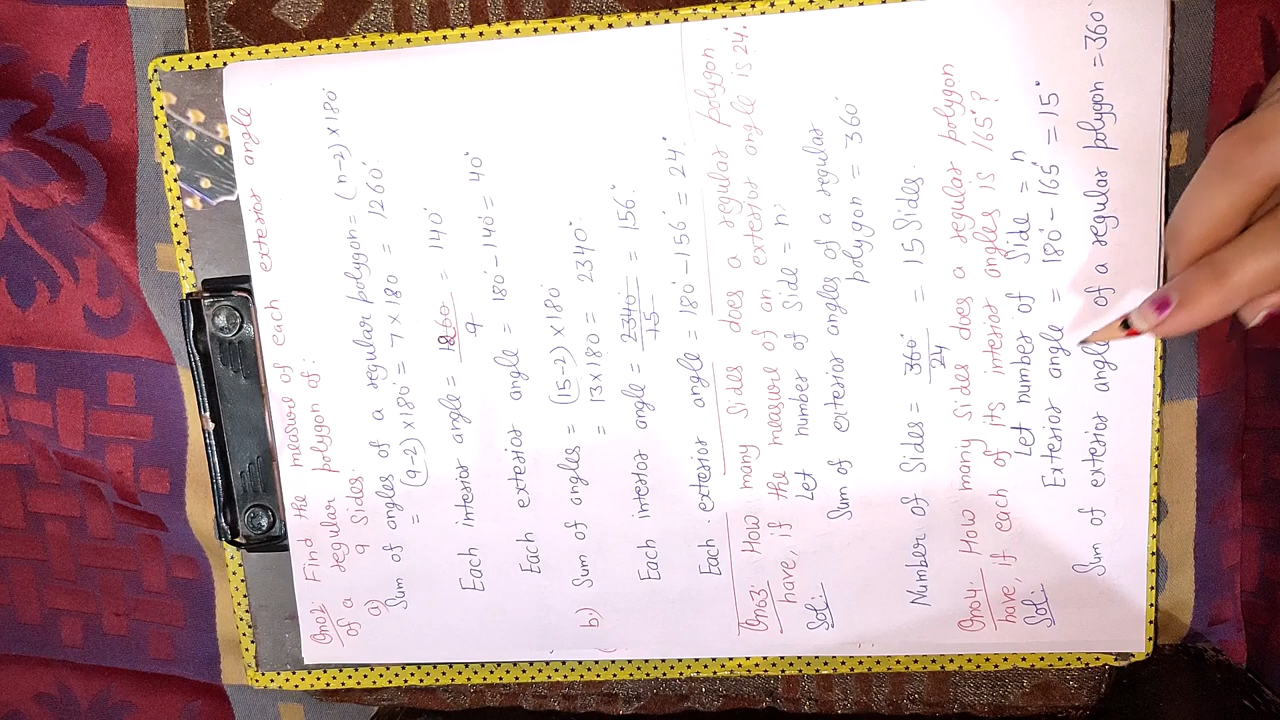 Qno2. Find the measure of each exterior angle
of a regular polygon of:
a) 9 Sides.
Sum of angles of a regular polygon = (n-2) × 180°
= (9-2) × 180° = 7 × 180 = 1260°
Each interior angle = 1260 / 9 = 140°
Each exterior angle = 180° - 140° = 40°
b.) Sum of angles = (15-2) × 180°
= 13 × 180° = 2340°
Each interior angle = 2340° / 15 = 156°.
Each exterior angle = 180° - 156° = 24°.
Qno3. How many Sides does a regular polygon
have, if the measure of an exterior angle is 24°.
Sol:. Let number of Side = n.
Sum of exterior angles of a regular
polygon = 360°
Number of Sides = 360° / 24 = 15 Sides.
Qno4. How many sides does a regular polygon
have, if each of its interior angles is 165°?
Sol:. Let number of Side = n
Exterior angle = 180° - 165° = 15°
Sum of exterior angle of a regular polygon = 360°